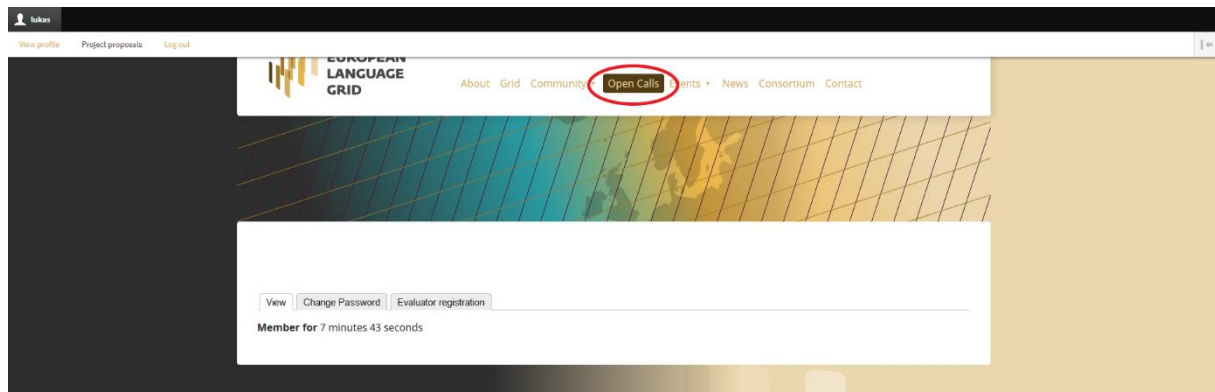 lukas
View profile Project proposals Log out
EUROPEAN
LANGUAGE
GRID
About Grid Community Open Calls Events News Consortium Contact
View Change Password Evaluator registration
Member for 7 minutes 43 seconds